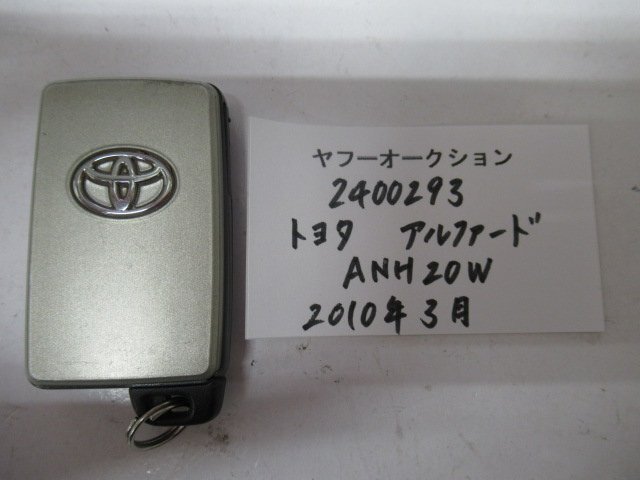 ヤフーオークション
2400293
トヨタ アルファード
ANH20W
2010年3月